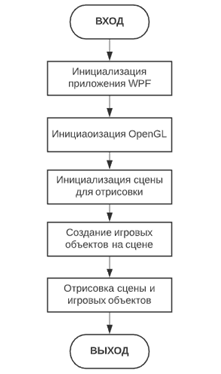 ВХОД
Инициализация
приложения WPF
Инициаоизация OpenGL
Инициализация сцены
для отрисовки
Создание игровых
объектов на сцене
Отрисовка сцены и
игровых объектов
ВЫХОД